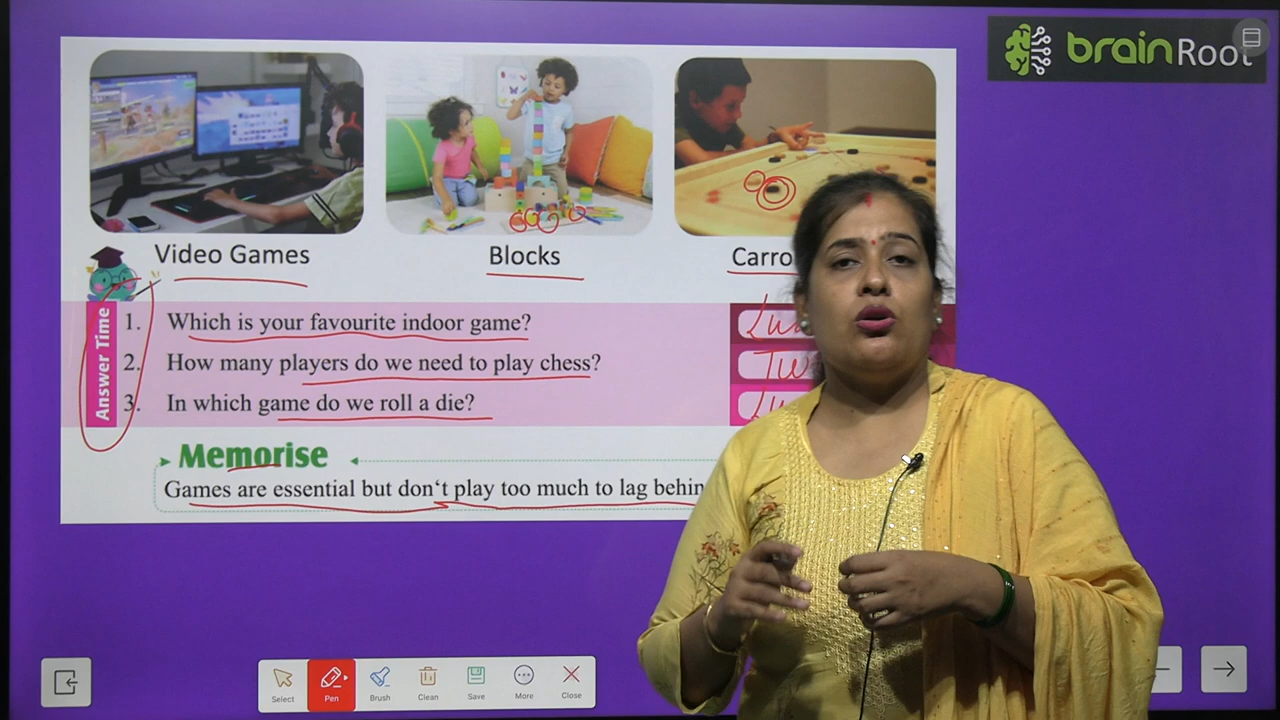 brainRoot
Video Games
Blocks
Answer Time
1. Which is your favourite indoor game?
2. How many players do we need to play chess?
3. In which game do we roll a die?
Memorise
Games are essential but don‘t play too much to lag
Select
Pen
Brush
Clean
Save
More
Close